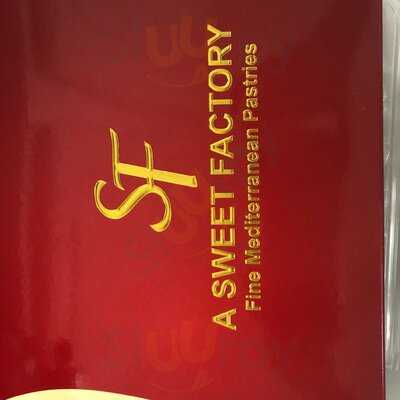 SF
A SWEET FACTORY
Fine Mediterranean Pastries